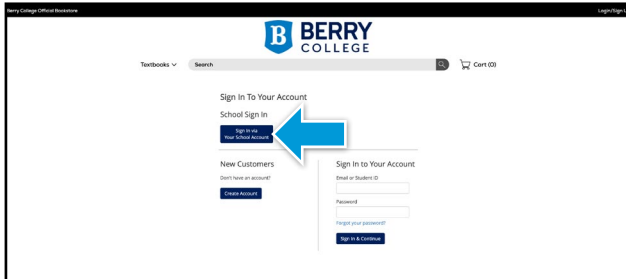 Berry College Official Bookstore
Login/Sign
B BERRY
COLLEGE
Textbooks
Search
Cart (0)
Sign In To Your Account
School Sign In
Sign In via
Your School Account
New Customers
Don't have an account?
Create Account
Sign In to Your Account
Email or Student ID
Password
Forgot your password?
Sign In & Continue